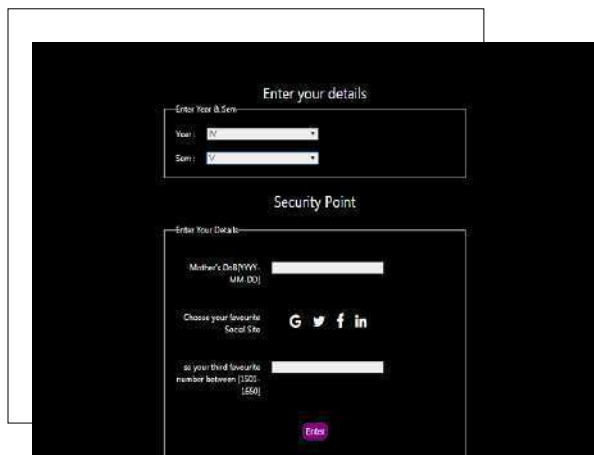 Enter your details
Enter Year & Sem
Year : IV
Sem : V
Security Point
Enter Your Details
Mother's DoB[YYYY-
MM-DD]
Choose your favourite
Social Site
so your third favourite
number between [1501-
1650]
Enter